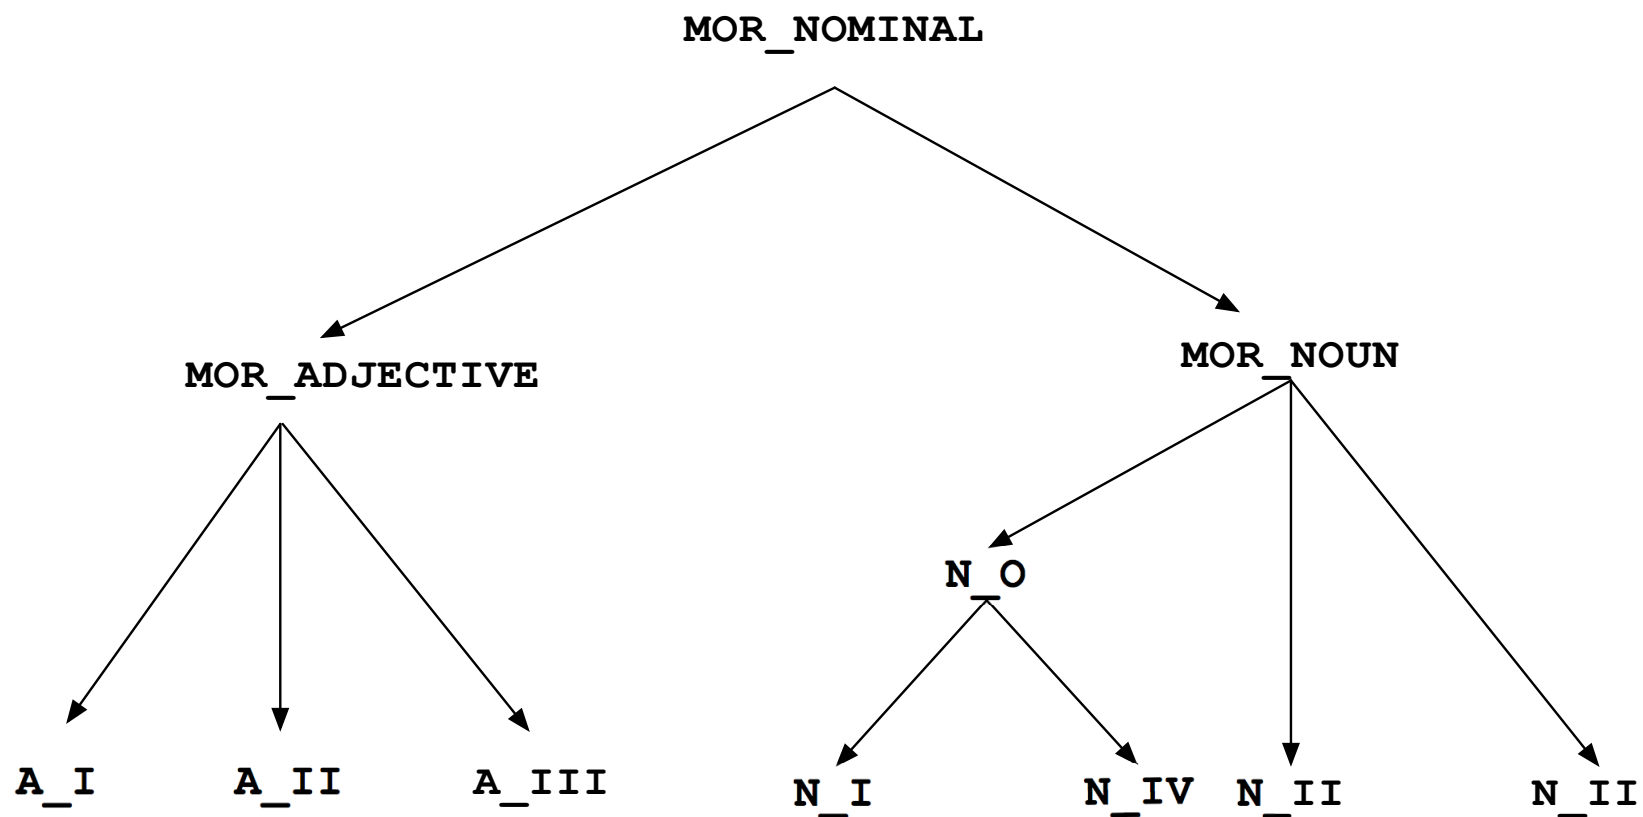 MOR_NOMINAL
MOR_ADJECTIVE
MOR_NOUN
N_O
A_I
A_II
A_III
N_I
N_IV
N_II
N_II